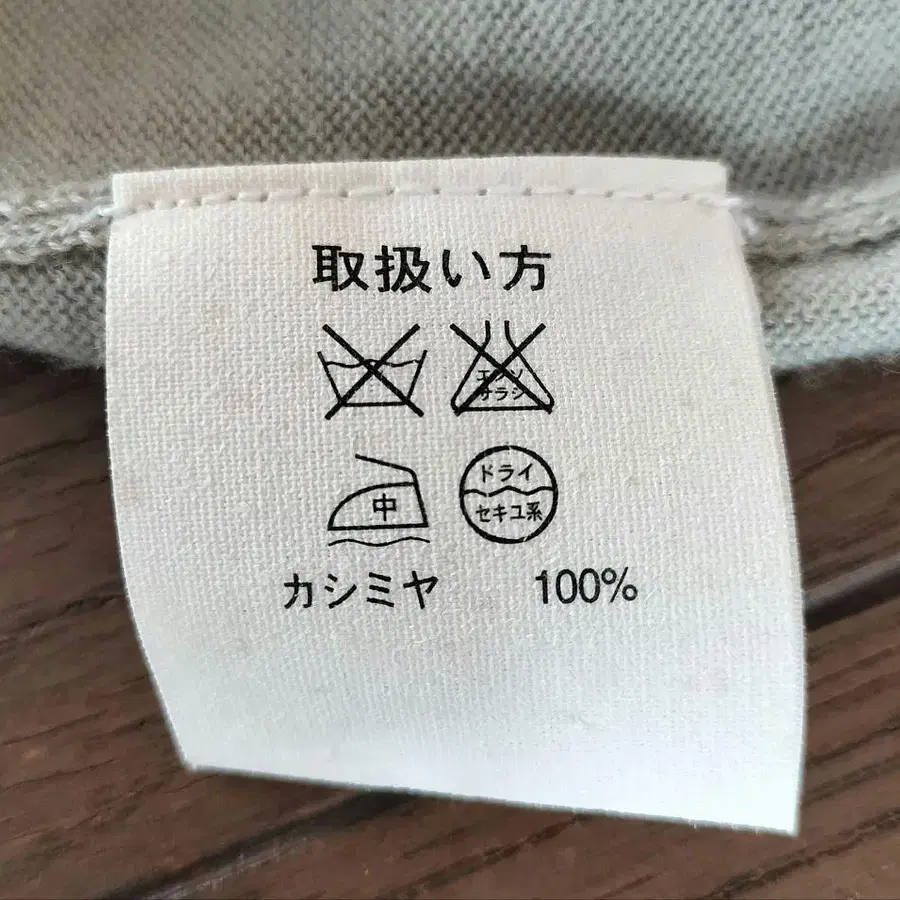 取扱い方
エンソ
サラシ
中
ドライ
セキユ系
カシミヤ 100%